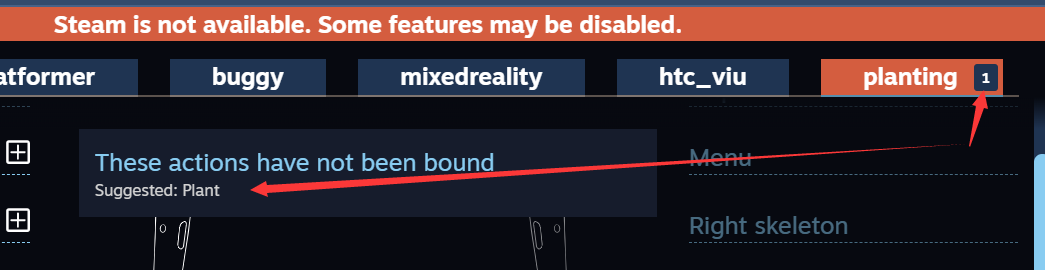 Steam is not available. Some features may be disabled.
atformer buggy mixedreality htc_viu planting 1
These actions have not been bound
Suggested: Plant
Menu
Right skeleton